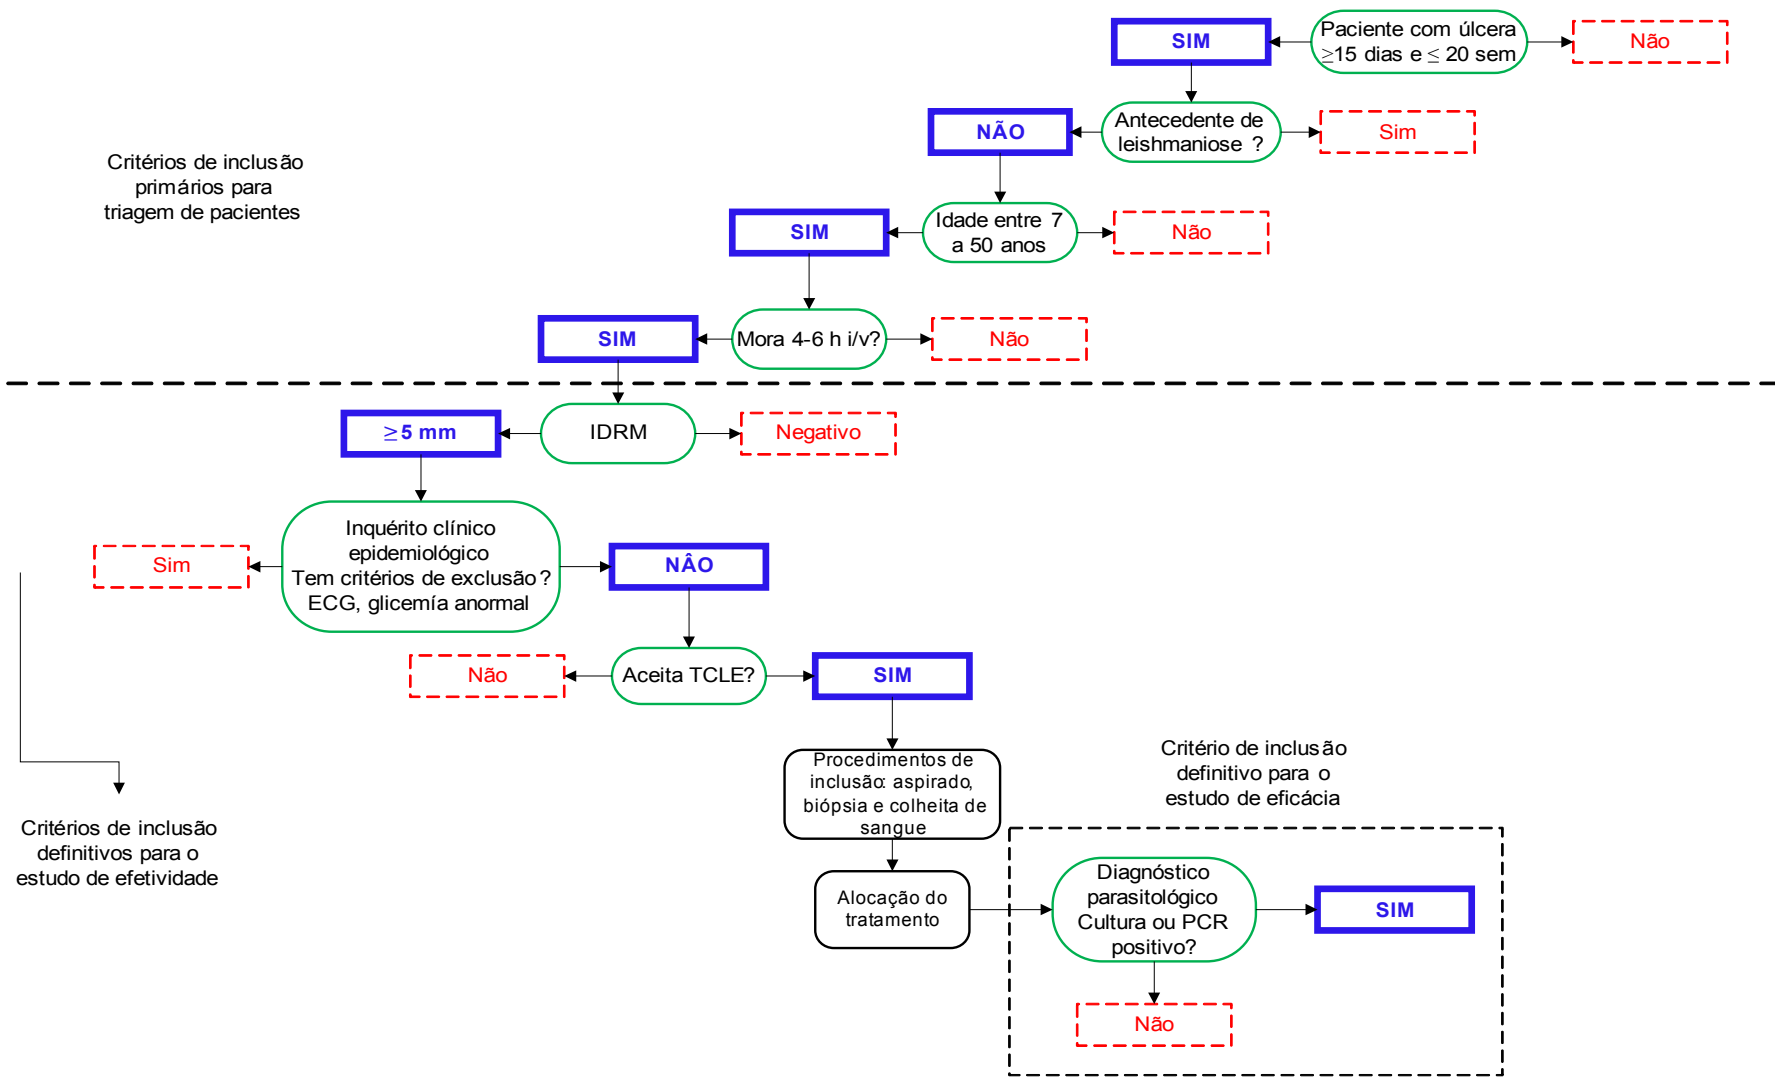 Paciente com úlcera
≥15 dias e ≤ 20 sem
SIM
Não
Antecedente de
leishmaniose ?
NÃO
Sim
Critérios de inclusão
primários para
triagem de pacientes
Idade entre 7
a 50 anos
SIM
Não
Mora 4-6 h i/v?
SIM
Não
IDRM
≥ 5 mm
Negativo
Inquérito clínico
epidemiológico
Tem critérios de exclusão ?
ECG, glicemía anormal
Sim
NÂO
Aceita TCLE?
Não
SIM
Procedimentos de
inclusão: aspirado,
biópsia e colheita de
sangue
Critério de inclusão
definitivo para o
estudo de eficácia
Critérios de inclusão
definitivos para o
estudo de efetividade
Alocação do
tratamento
Diagnóstico
parasitológico
Cultura ou PCR
positivo?
SIM
Não